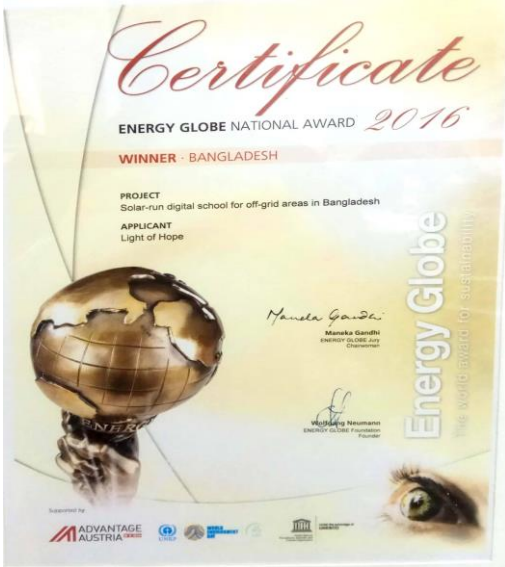 Certificate
ENERGY GLOBE NATIONAL AWARD 2016
WINNER · BANGLADESH
PROJECT
Solar-run digital school for off-grid areas in Bangladesh
APPLICANT
Light of Hope
Maneka Gandhi
Maneka Gandhi
ENERGY GLOBE Jury
Chairwoman
Wolfgang Neumann
ENERGY GLOBE Foundation
Founder
Energy Globe
The world award for sustainability
ENERG
Supported by
ADVANTAGE
AUSTRIA
UNEP